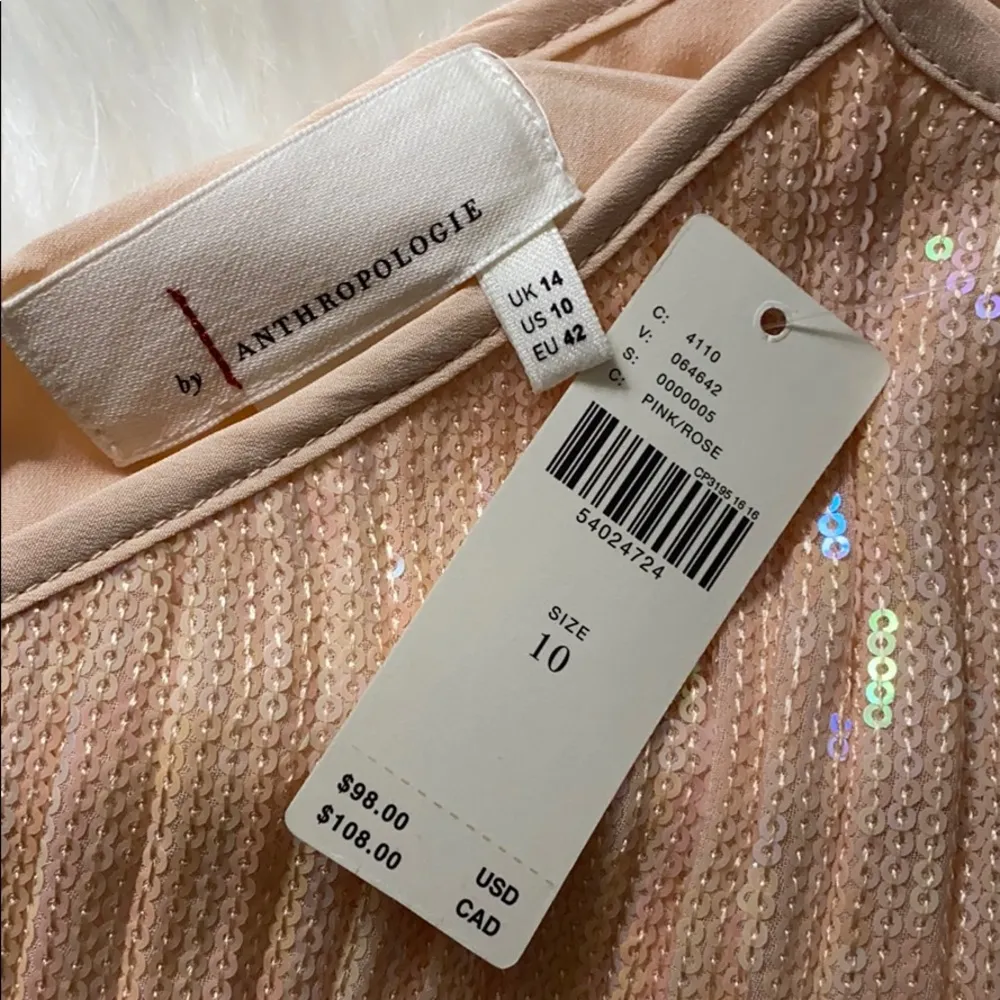 by ANTHROPOLOGIE
UK 14
US 10
EU 42
C: 4110
V: 064642
S: 0000005
C: PINK/ROSE
CP3195 16 16
54024724
SIZE
10
$98.00 USD
$108.00 CAD